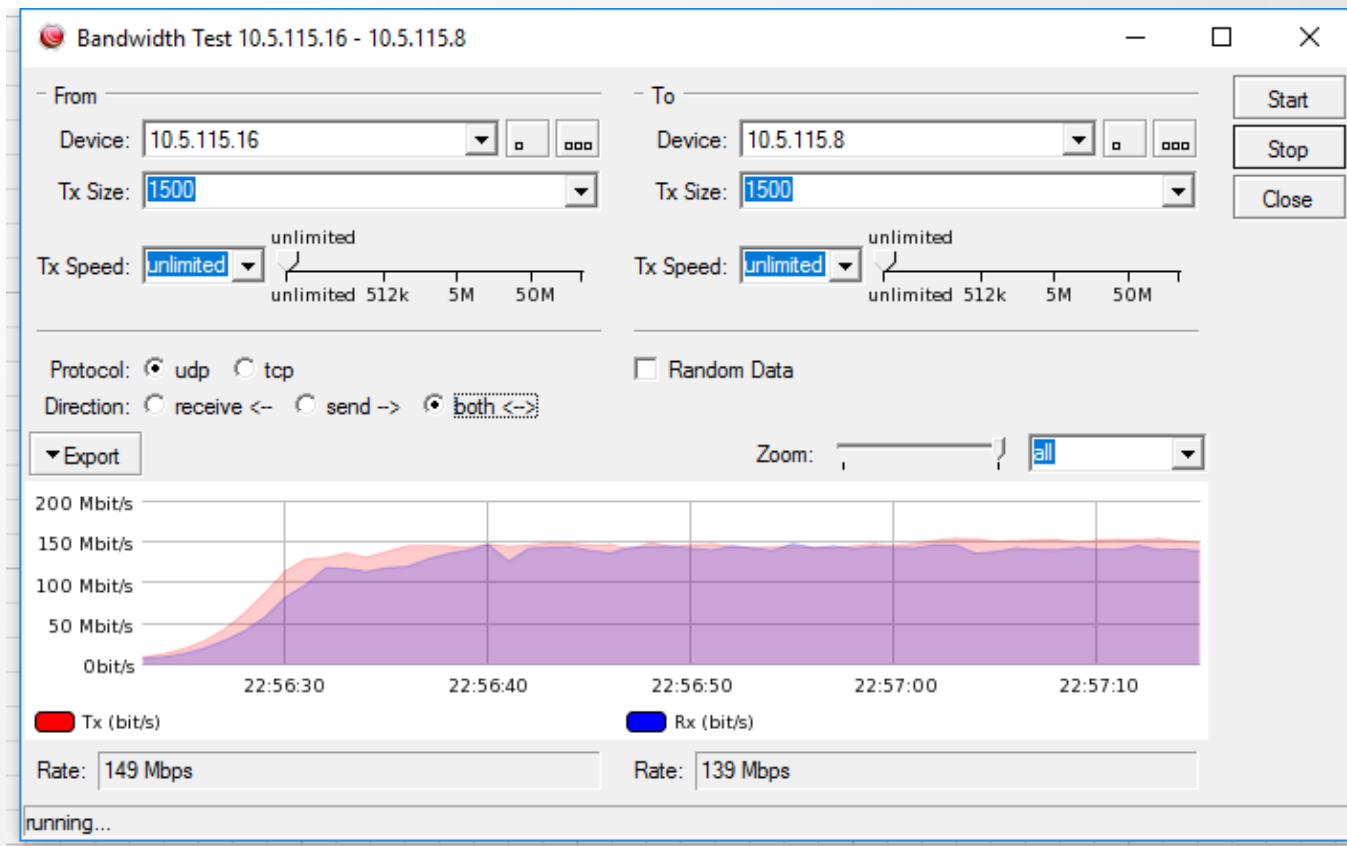 Bandwidth Test 10.5.115.16 - 10.5.115.8
From To Start
Device: 10.5.115.16 Device: 10.5.115.8 Stop
Tx Size: 1500 Tx Size: 1500 Close
unlimited unlimited
Tx Speed: unlimited Tx Speed: unlimited
unlimited 512k 5M 50M unlimited 512k 5M 50M
Protocol: udp tcp Random Data
Direction: receive <-- send --> both <-->
Export Zoom: all
200 Mbit/s
150 Mbit/s
100 Mbit/s
50 Mbit/s
0bit/s
22:56:30 22:56:40 22:56:50 22:57:00 22:57:10
Tx (bit/s) Rx (bit/s)
Rate: 149 Mbps Rate: 139 Mbps
running...